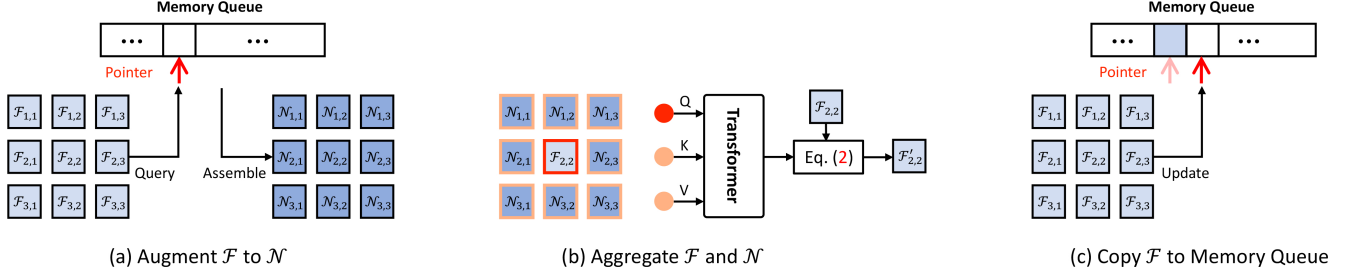 Memory Queue
••• •••
Pointer
ℱ1,1 ℱ1,2 ℱ1,3
ℱ2,1 ℱ2,2 ℱ2,3
ℱ3,1 ℱ3,2 ℱ3,3
Query
Assemble
𝒩1,1 𝒩1,2 𝒩1,3
𝒩2,1 𝒩2,2 𝒩2,3
𝒩3,1 𝒩3,2 𝒩3,3
(a) Augment ℱ to 𝒩
𝒩1,1 𝒩1,2 𝒩1,3
𝒩2,1 ℱ2,2 𝒩2,3
𝒩3,1 𝒩3,2 𝒩3,3
Q
K
V
Transformer
ℱ2,2
Eq. (2)
ℱ′2,2
(b) Aggregate ℱ and 𝒩
Memory Queue
••• •••
Pointer
ℱ1,1 ℱ1,2 ℱ1,3
ℱ2,1 ℱ2,2 ℱ2,3
ℱ3,1 ℱ3,2 ℱ3,3
Update
(c) Copy ℱ to Memory Queue